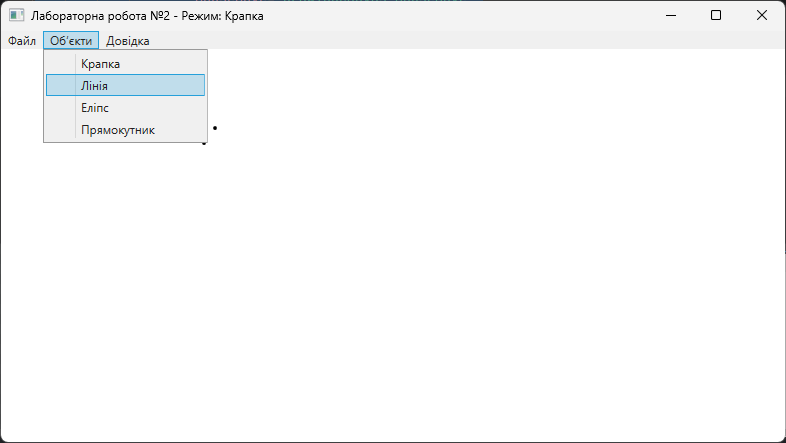 Лабораторна робота №2 - Режим: Крапка
Файл Об'єкти Довідка
Крапка
Лінія
Еліпс
Прямокутник